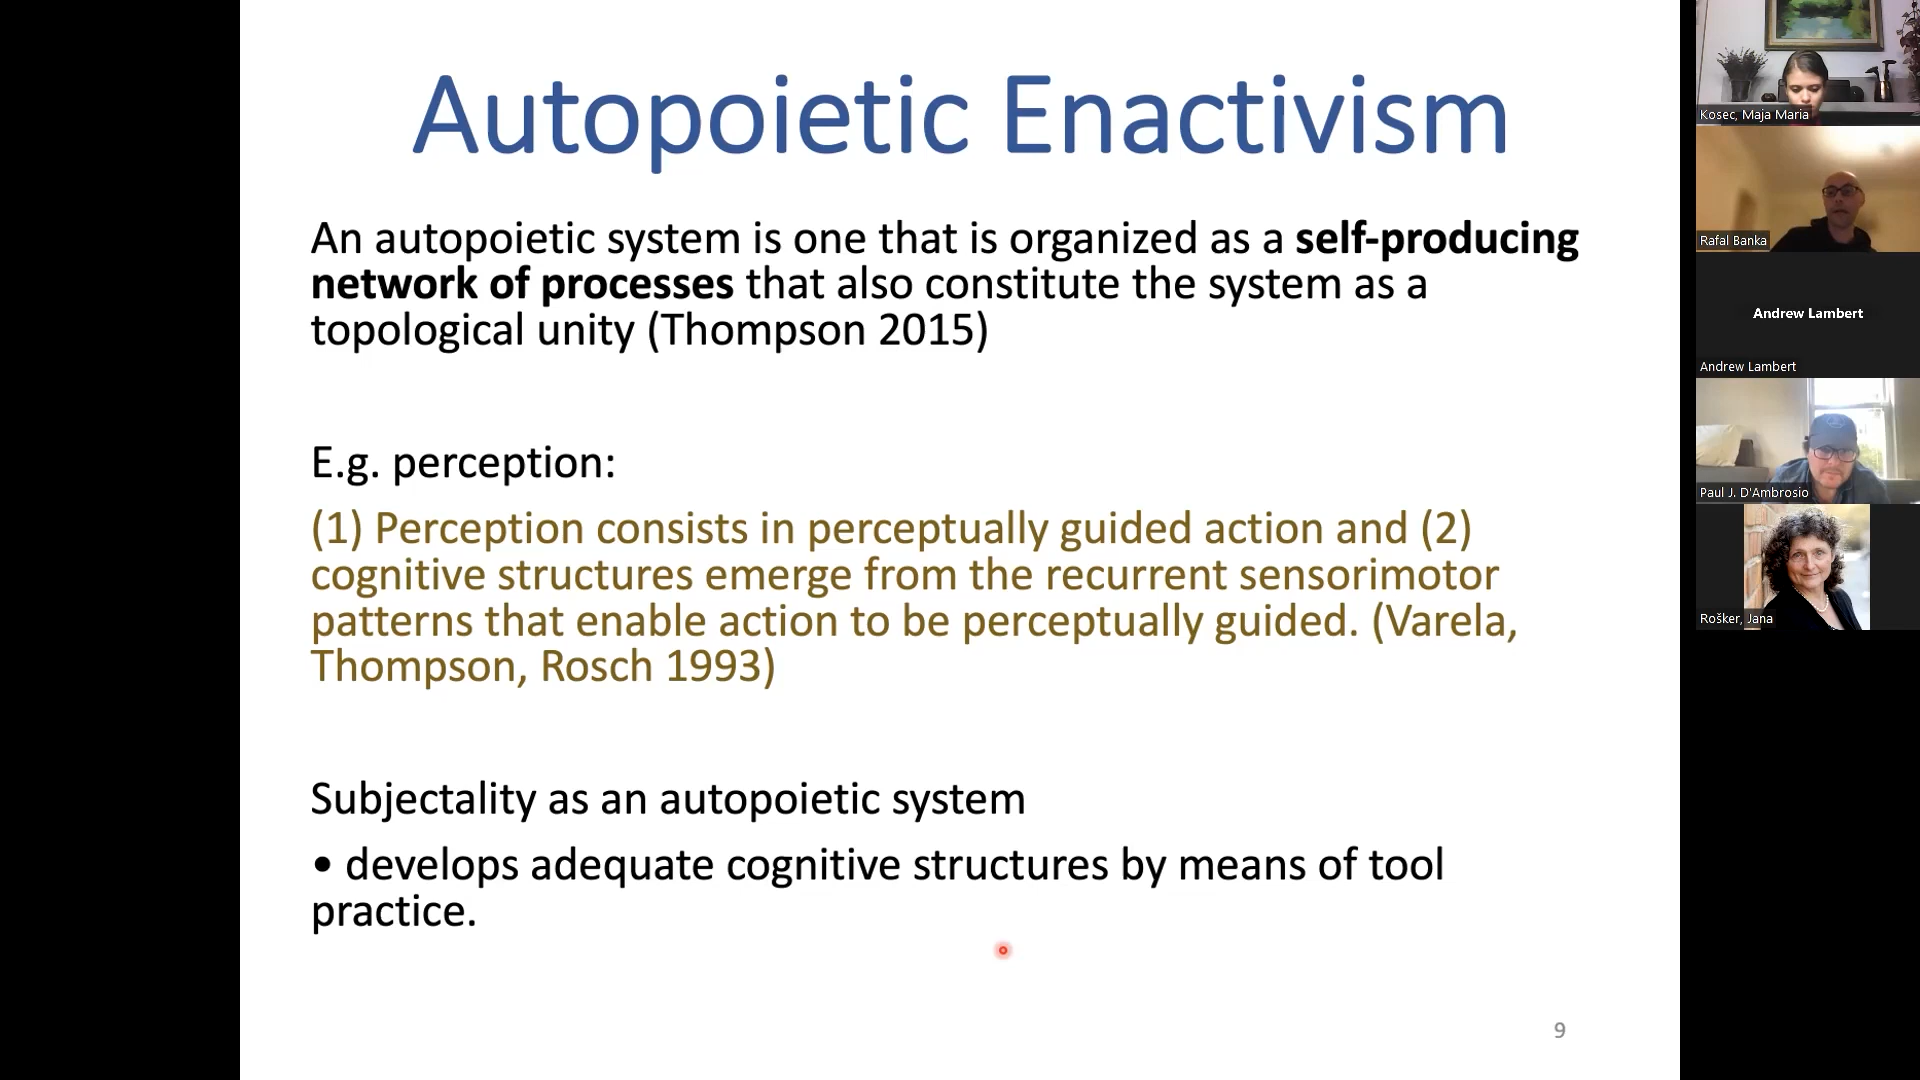 Autopoietic Enactivism
An autopoietic system is one that is organized as a self-producing
network of processes that also constitute the system as a
topological unity (Thompson 2015)
E.g. perception:
(1) Perception consists in perceptually guided action and (2)
cognitive structures emerge from the recurrent sensorimotor
patterns that enable action to be perceptually guided. (Varela,
Thompson, Rosch 1993)
Subjectality as an autopoietic system
• develops adequate cognitive structures by means of tool
practice.
9
Kosec, Maja Maria
Rafal Banka
Andrew Lambert
Andrew Lambert
Paul J. D'Ambrosio
Rošker, Jana